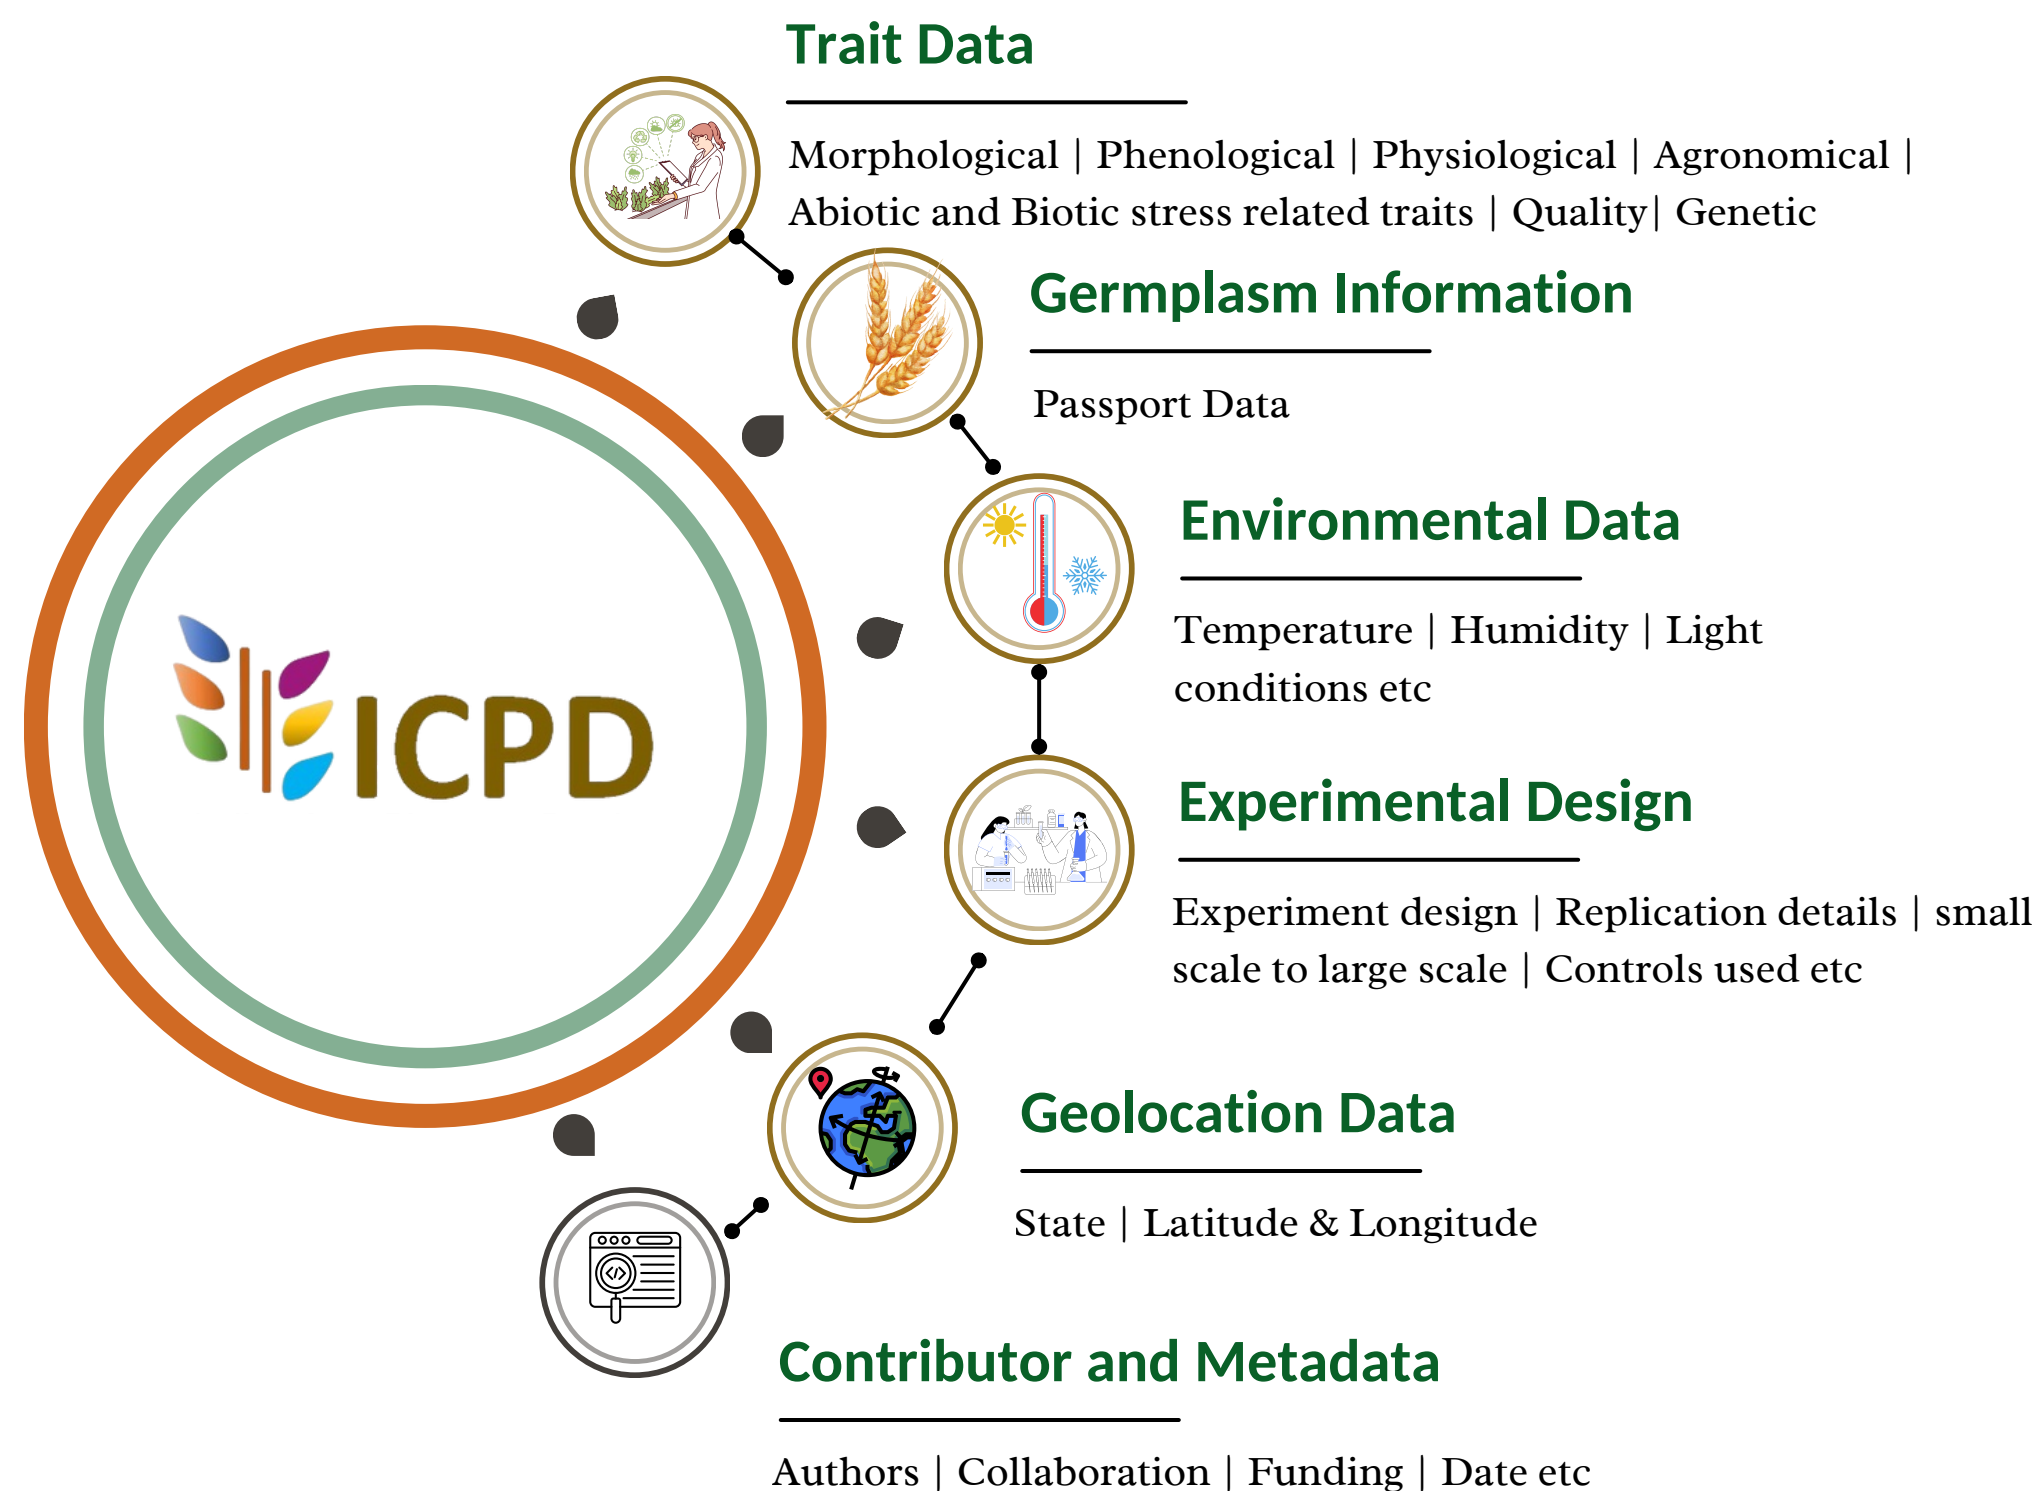 Trait Data
Morphological | Phenological | Physiological | Agronomical |
Abiotic and Biotic stress related traits | Quality| Genetic
Germplasm Information
Passport Data
Environmental Data
Temperature | Humidity | Light
conditions etc
ICPD
Experimental Design
Experiment design | Replication details | small
scale to large scale | Controls used etc
Geolocation Data
State | Latitude & Longitude
</>
Contributor and Metadata
Authors | Collaboration | Funding | Date etc